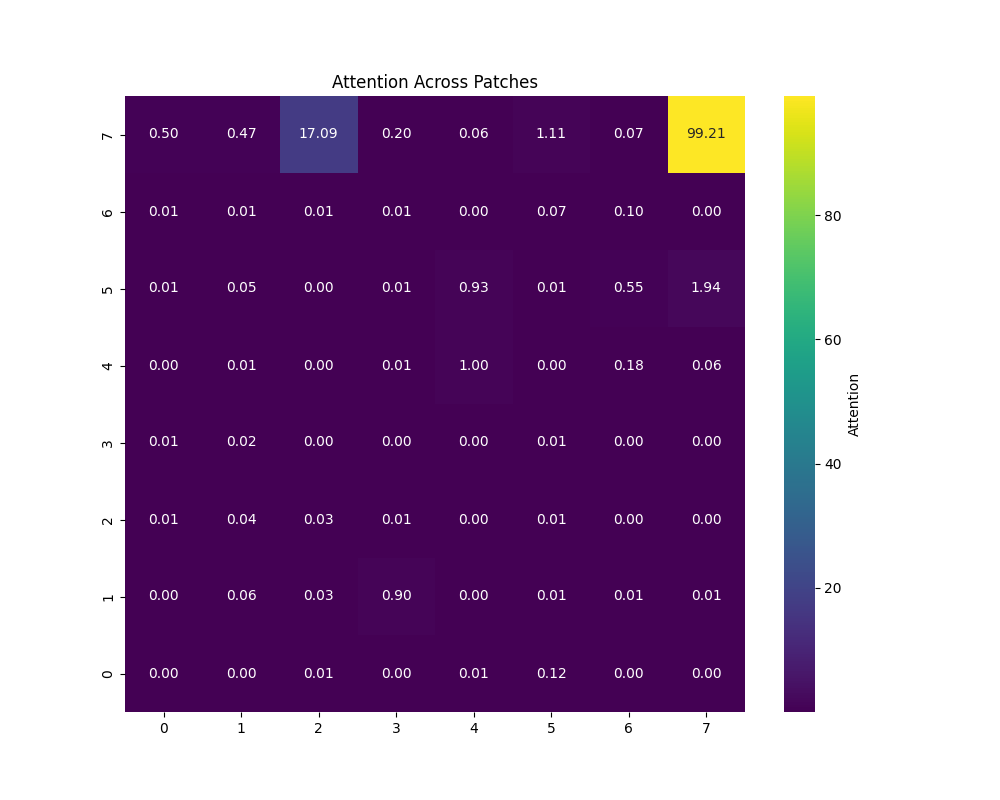 Attention Across Patches
7 0.50 0.47 17.09 0.20 0.06 1.11 0.07 99.21
6 0.01 0.01 0.01 0.01 0.00 0.07 0.10 0.00
5 0.01 0.05 0.00 0.01 0.93 0.01 0.55 1.94
4 0.00 0.01 0.00 0.01 1.00 0.00 0.18 0.06
3 0.01 0.02 0.00 0.00 0.00 0.01 0.00 0.00
2 0.01 0.04 0.03 0.01 0.00 0.01 0.00 0.00
1 0.00 0.06 0.03 0.90 0.00 0.01 0.01 0.01
0 0.00 0.00 0.01 0.00 0.01 0.12 0.00 0.00
0 1 2 3 4 5 6 7
80
60
40
20
Attention